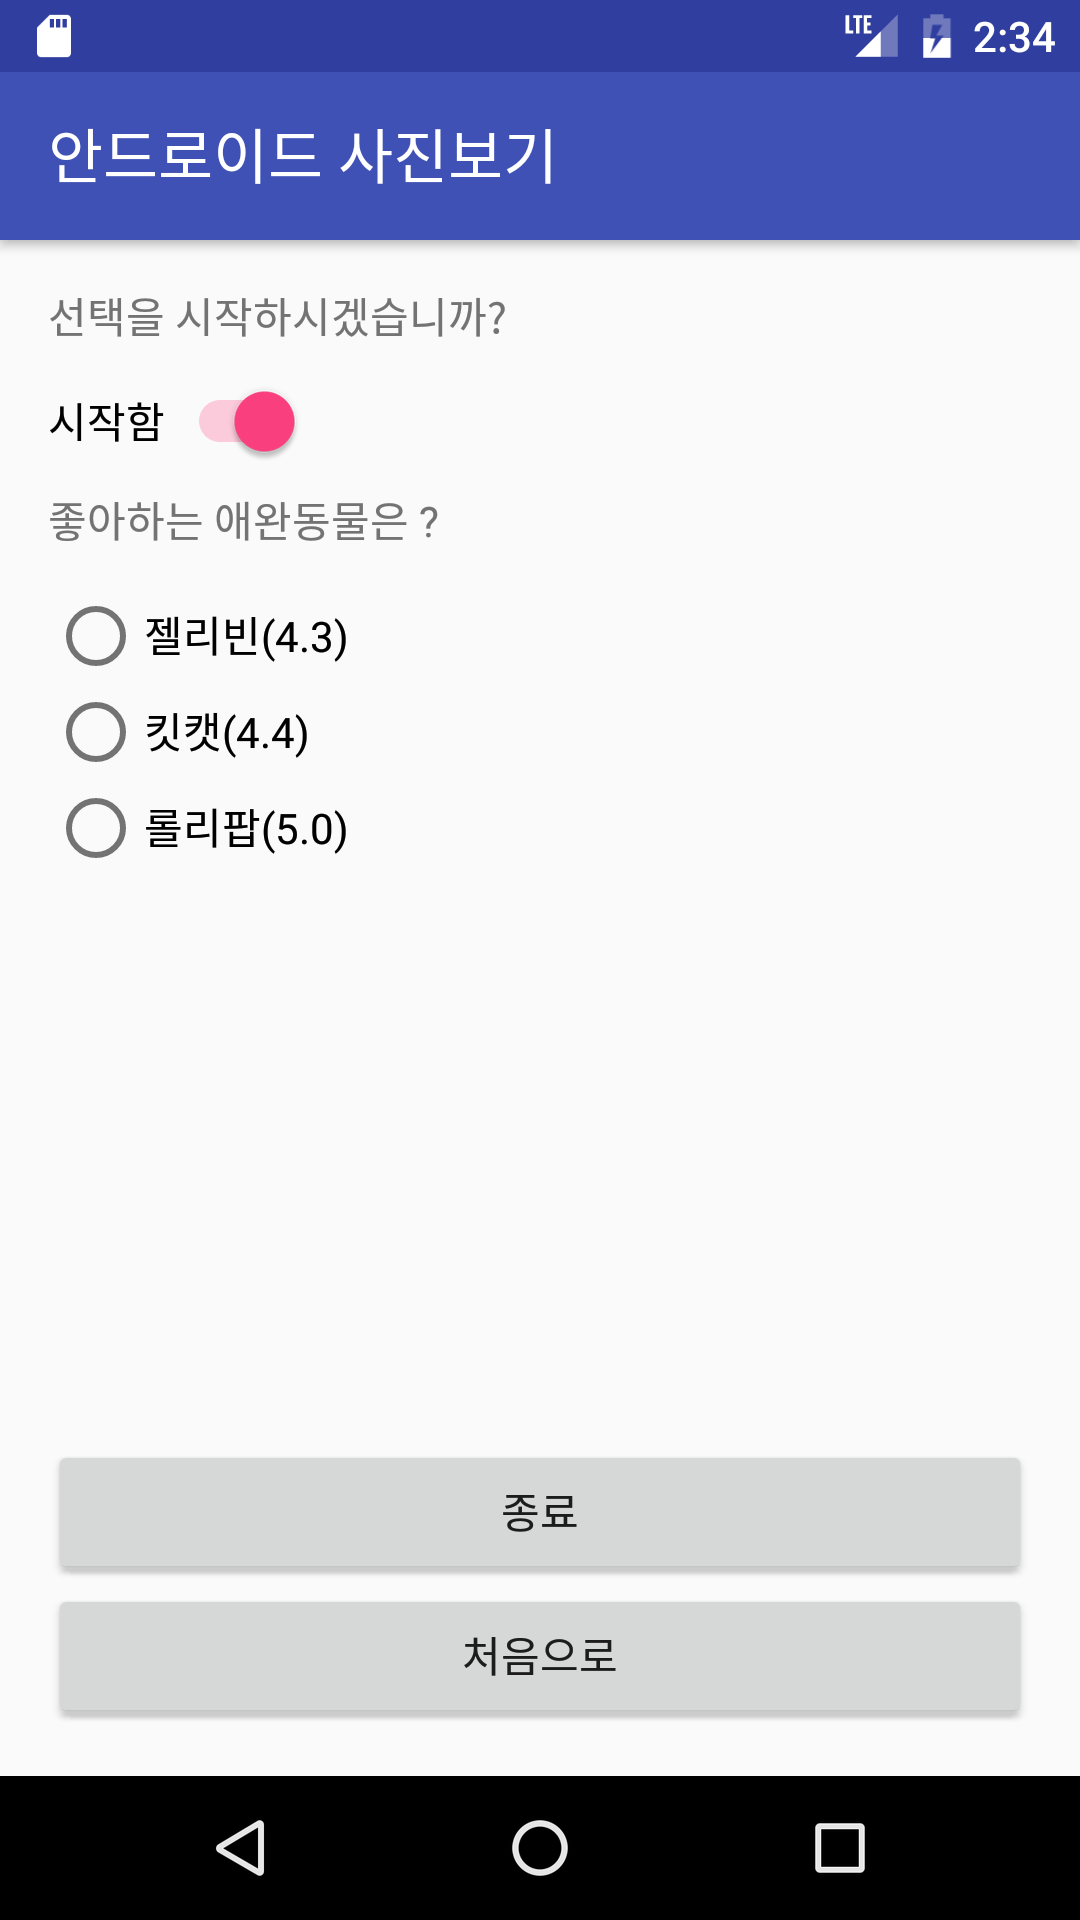 LTE 2:34
안드로이드 사진보기
선택을 시작하시겠습니까?
시작함
좋아하는 애완동물은 ?
젤리빈(4.3)
킷캣(4.4)
롤리팝(5.0)
종료
처음으로